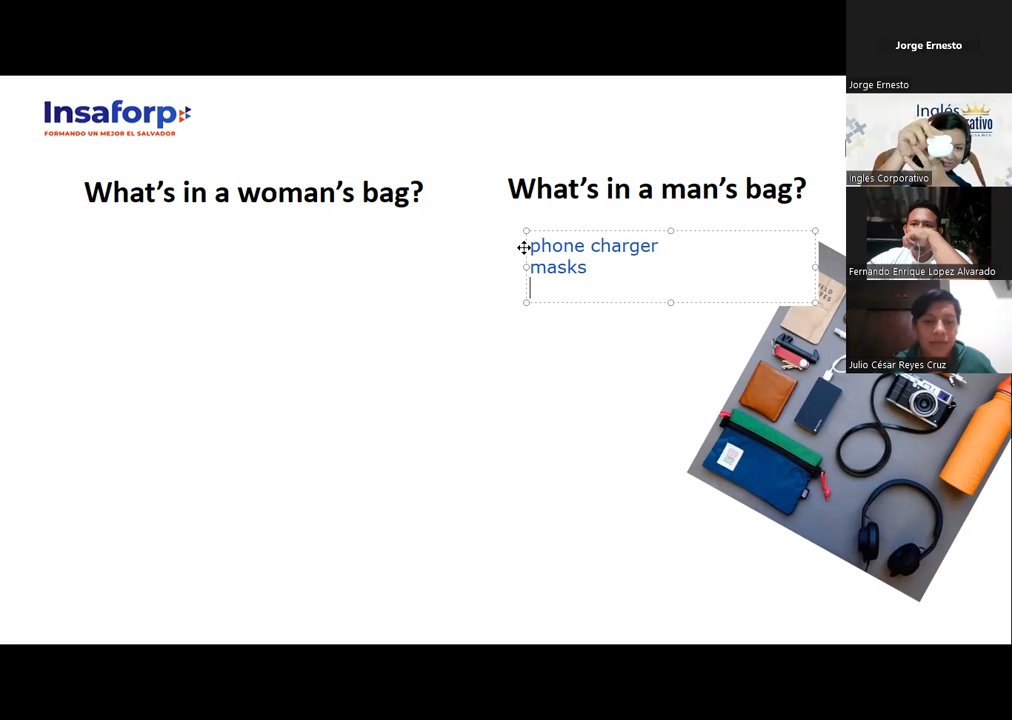 Insaforp
FORMANDO UN MEJOR EL SALVADOR
What's in a woman's bag?
What's in a man's bag?
phone charger
masks
Jorge Ernesto
Jorge Ernesto
Inglés
Inglés Corporativo
Fernando Enrique Lopez Alvarado
Julio César Reyes Cruz